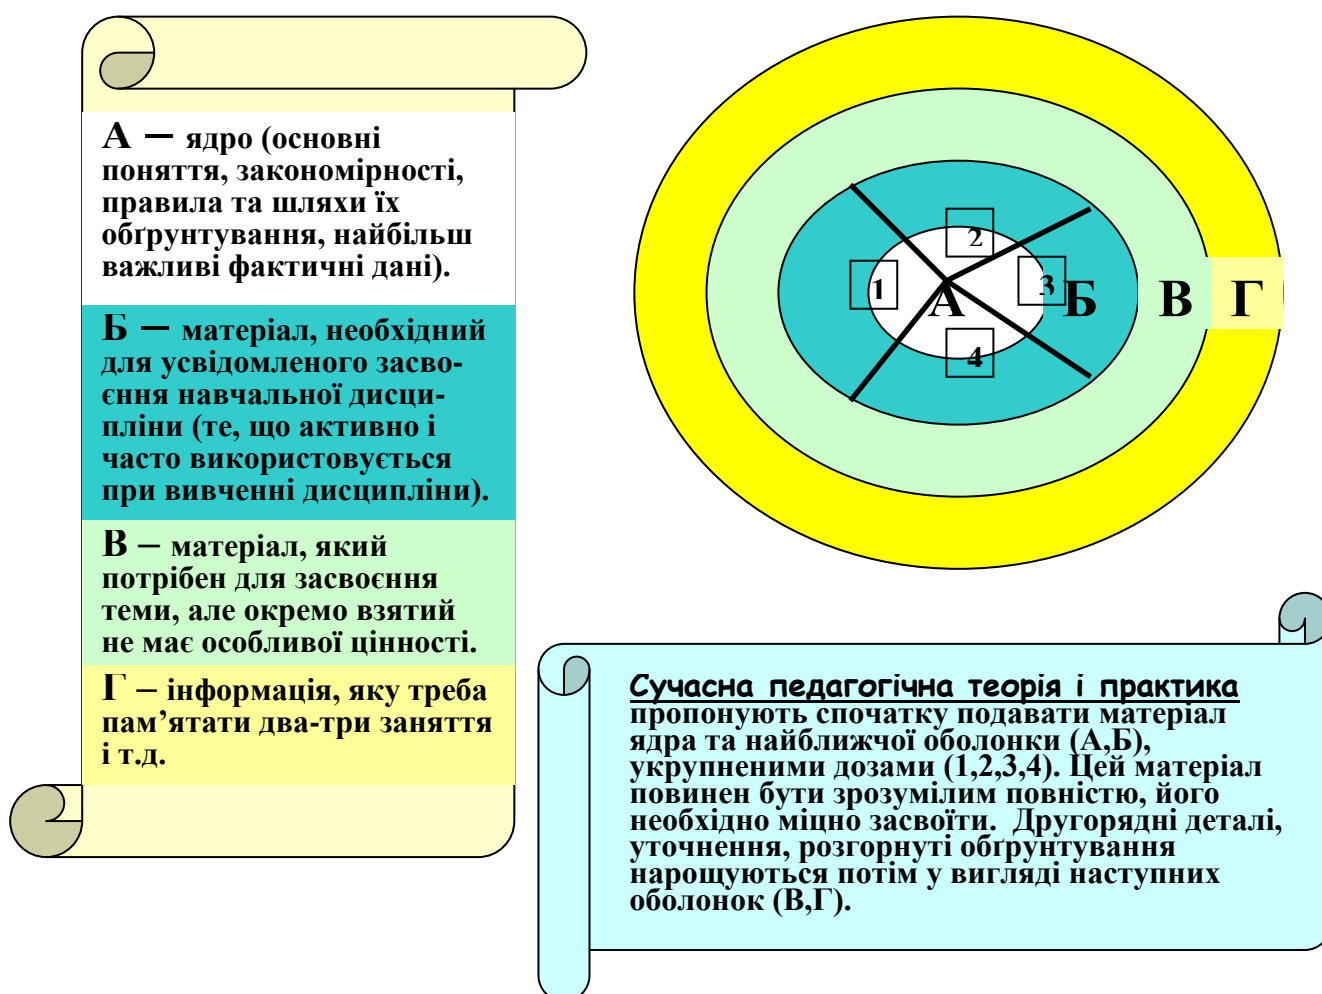 А — ядро (основні
поняття, закономірності,
правила та шляхи їх
обґрунтування, найбільш
важливі фактичні дані).
Б — матеріал, необхідний
для усвідомленого засво-
єння навчальної дисци-
пліни (те, що активно і
часто використовується
при вивченні дисципліни).
В – матеріал, який
потрібен для засвоєння
теми, але окремо взятий
не має особливої цінності.
Г – інформація, яку треба
пам’ятати два-три заняття
і т.д.
2
1
3
4
А
Б
В
Г
Сучасна педагогічна теорія і практика
пропонують спочатку подавати матеріал
ядра та найближчої оболонки (А,Б),
укрупненими дозами (1,2,3,4). Цей матеріал
повинен бути зрозумілим повністю, його
необхідно міцно засвоїти. Другорядні деталі,
уточнення, розгорнуті обґрунтування
нарощуються потім у вигляді наступних
оболонок (В,Г).